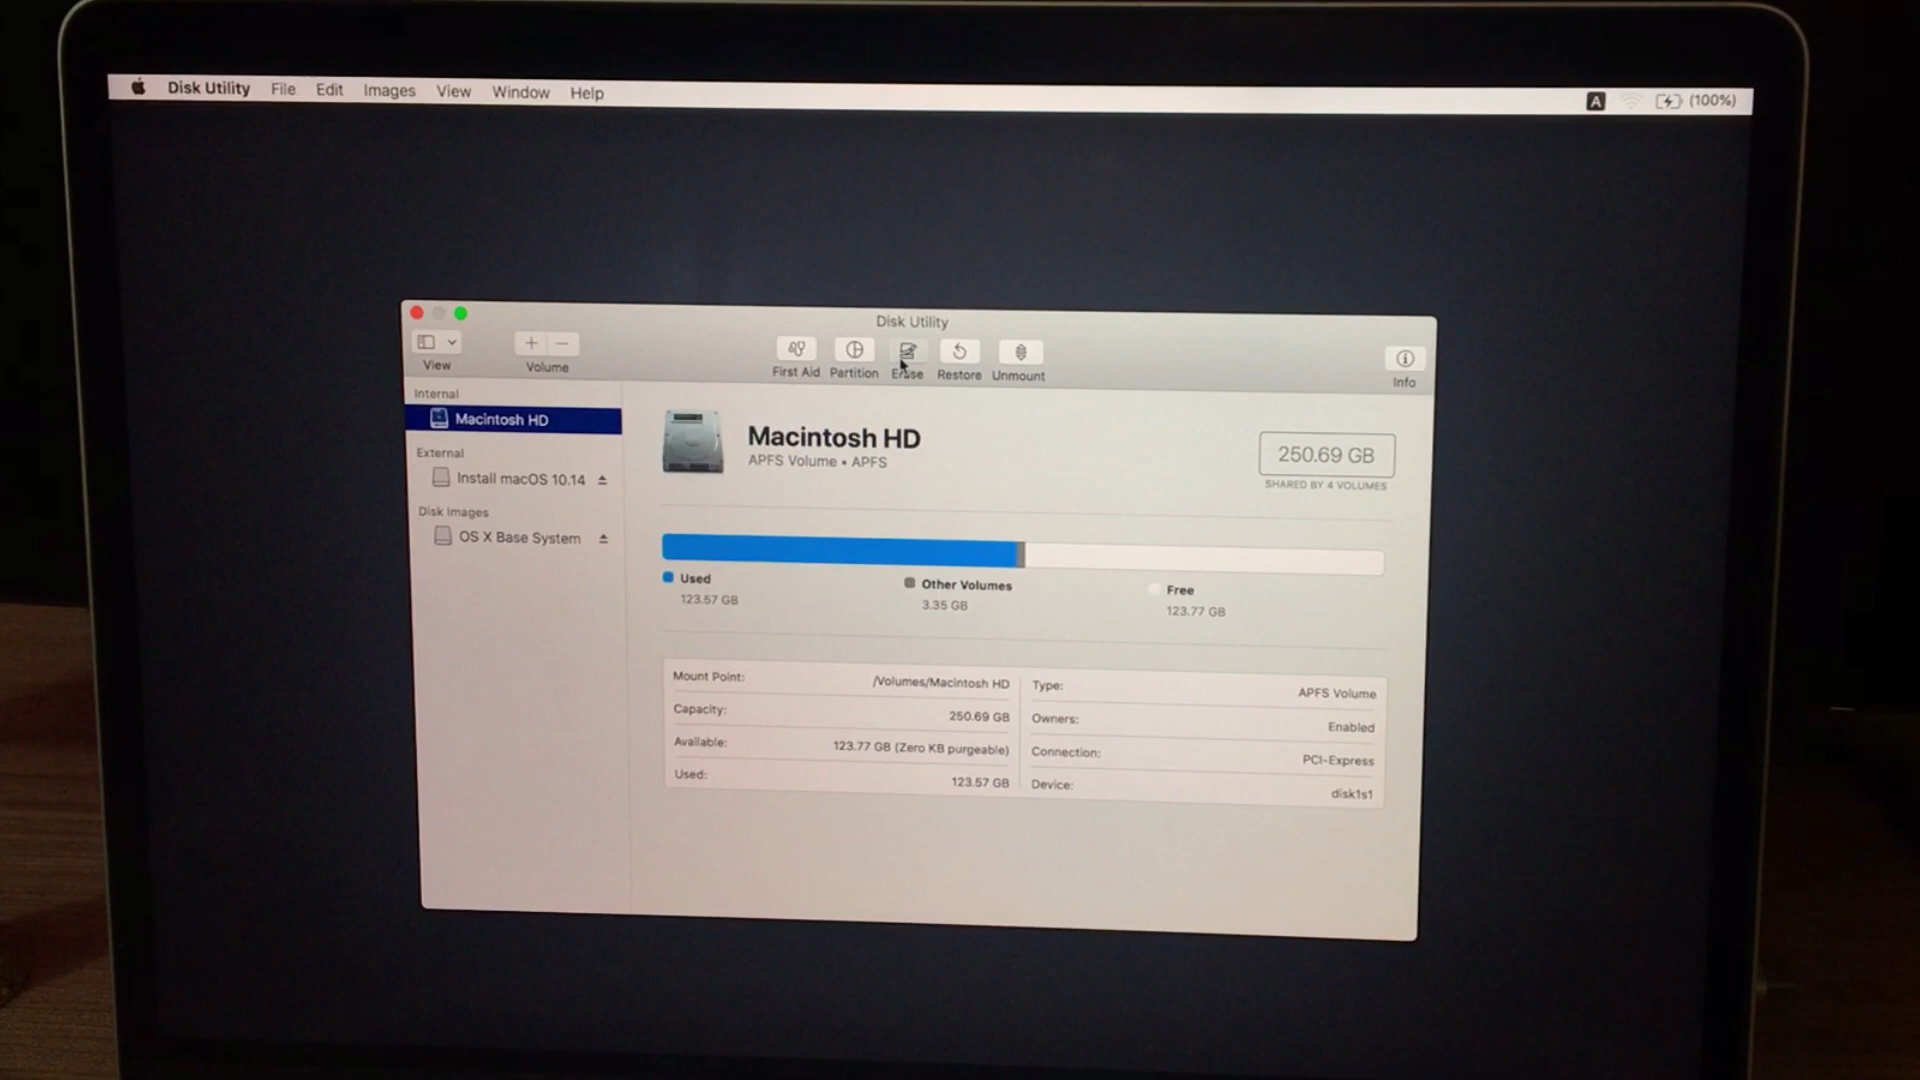 Disk Utility File Edit Images View Window Help A (100%)
Disk Utility
View Volume First Aid Partition Erase Restore Unmount Info
Internal
Macintosh HD
External
Install macOS 10.14
Disk Images
OS X Base System
Macintosh HD
APFS Volume • APFS
250.69 GB
SHARED BY 4 VOLUMES
Used
123.57 GB
Other Volumes
3.35 GB
Free
123.77 GB
Mount Point: /Volumes/Macintosh HD
Capacity: 250.69 GB
Available: 123.77 GB (Zero KB purgeable)
Used: 123.57 GB
Type: APFS Volume
Owners: Enabled
Connection: PCI-Express
Device: disk1s1